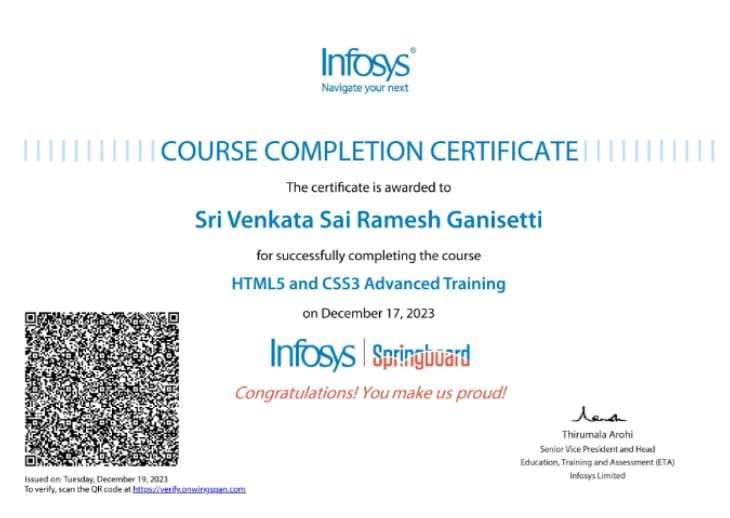 Infosys®
Navigate your next
COURSE COMPLETION CERTIFICATE
The certificate is awarded to
Sri Venkata Sai Ramesh Ganisetti
for successfully completing the course
HTML5 and CSS3 Advanced Training
on December 17, 2023
Infosys | Springboard
Congratulations! You make us proud!
Thirumala Arohi
Senior Vice President and Head
Education, Training and Assessment (ETA)
Infosys Limited
Issued on: Tuesday, December 19, 2023
To verify, scan the QR code at https://verify.onwingspan.com